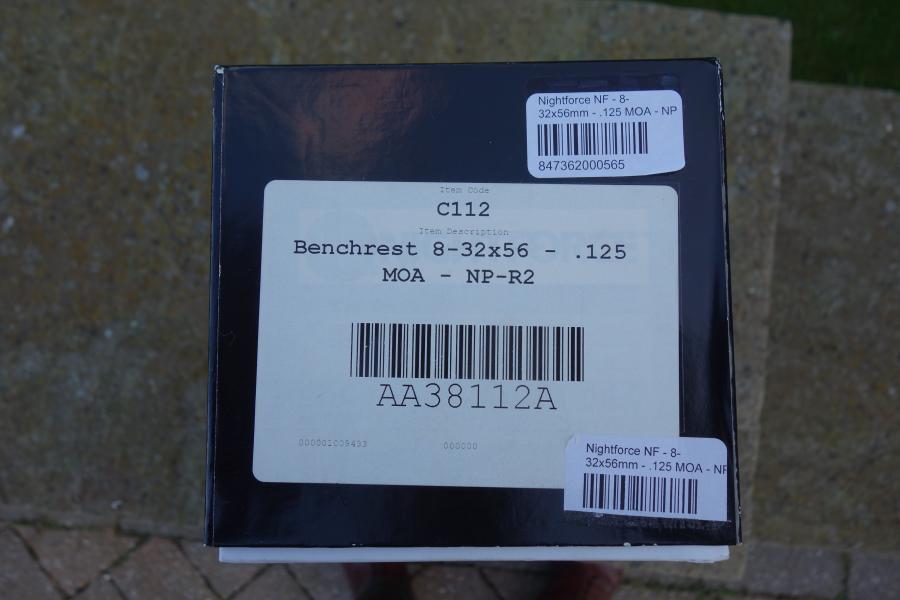 Nightforce NF - 8-
32x56mm - .125 MOA - NP
847362000565
Item Code
C112
Item Description
Benchrest 8-32x56 - .125
MOA - NP-R2
AA38112A
000001009433
000000
Nightforce NF - 8-
32x56mm - .125 MOA - NP